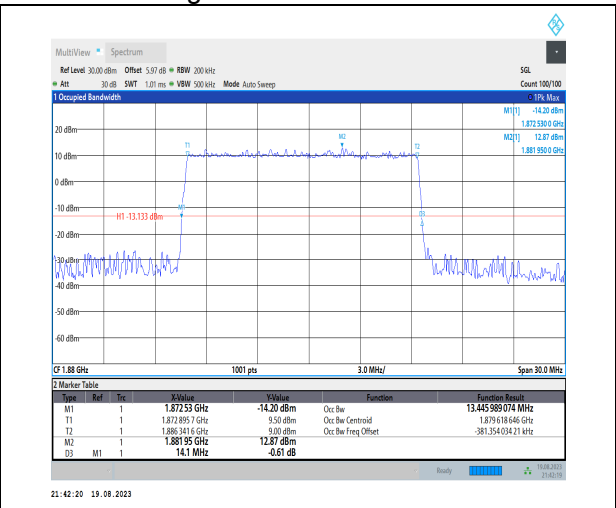 MultiView Spectrum
Ref Level 30.00 dBm Offset 5.97 dB RBW 200 kHz SGL
Att 30 dB SWT 1.01 ms VBW 500 kHz Mode Auto Sweep Count 100/100
1 Occupied Bandwidth 1Pk Max
M1[1] -14.20 dBm
1.872 530 0 GHz
M2[1] 12.87 dBm
1.881 950 0 GHz
20 dBm
M2
T1 T2
10 dBm
0 dBm
-10 dBm
M1
H1 -13.133 dBm
D3
-20 dBm
-30 dBm
-40 dBm
-60 dBm
CF 1.88 GHz 1001 pts 3.0 MHz/ Span 30.0 MHz
2 Marker Table
Type Ref Trc X-Value Y-Value Function Function Result
M1 1 1.872 53 GHz -14.20 dBm Occ Bw 13.445 989 074 MHz
T1 1 1.872 895 7 GHz 9.50 dBm Occ Bw Centroid 1.879 618 646 GHz
T2 1 1.886 341 6 GHz 9.00 dBm Occ Bw Freq Offset -381.354 034 21 kHz
M2 1 1.881 95 GHz 12.87 dBm
D3 M1 1 14.1 MHz -0.61 dB
Ready 19.08.2023
21:42:19
21:42:20 19.08.2023